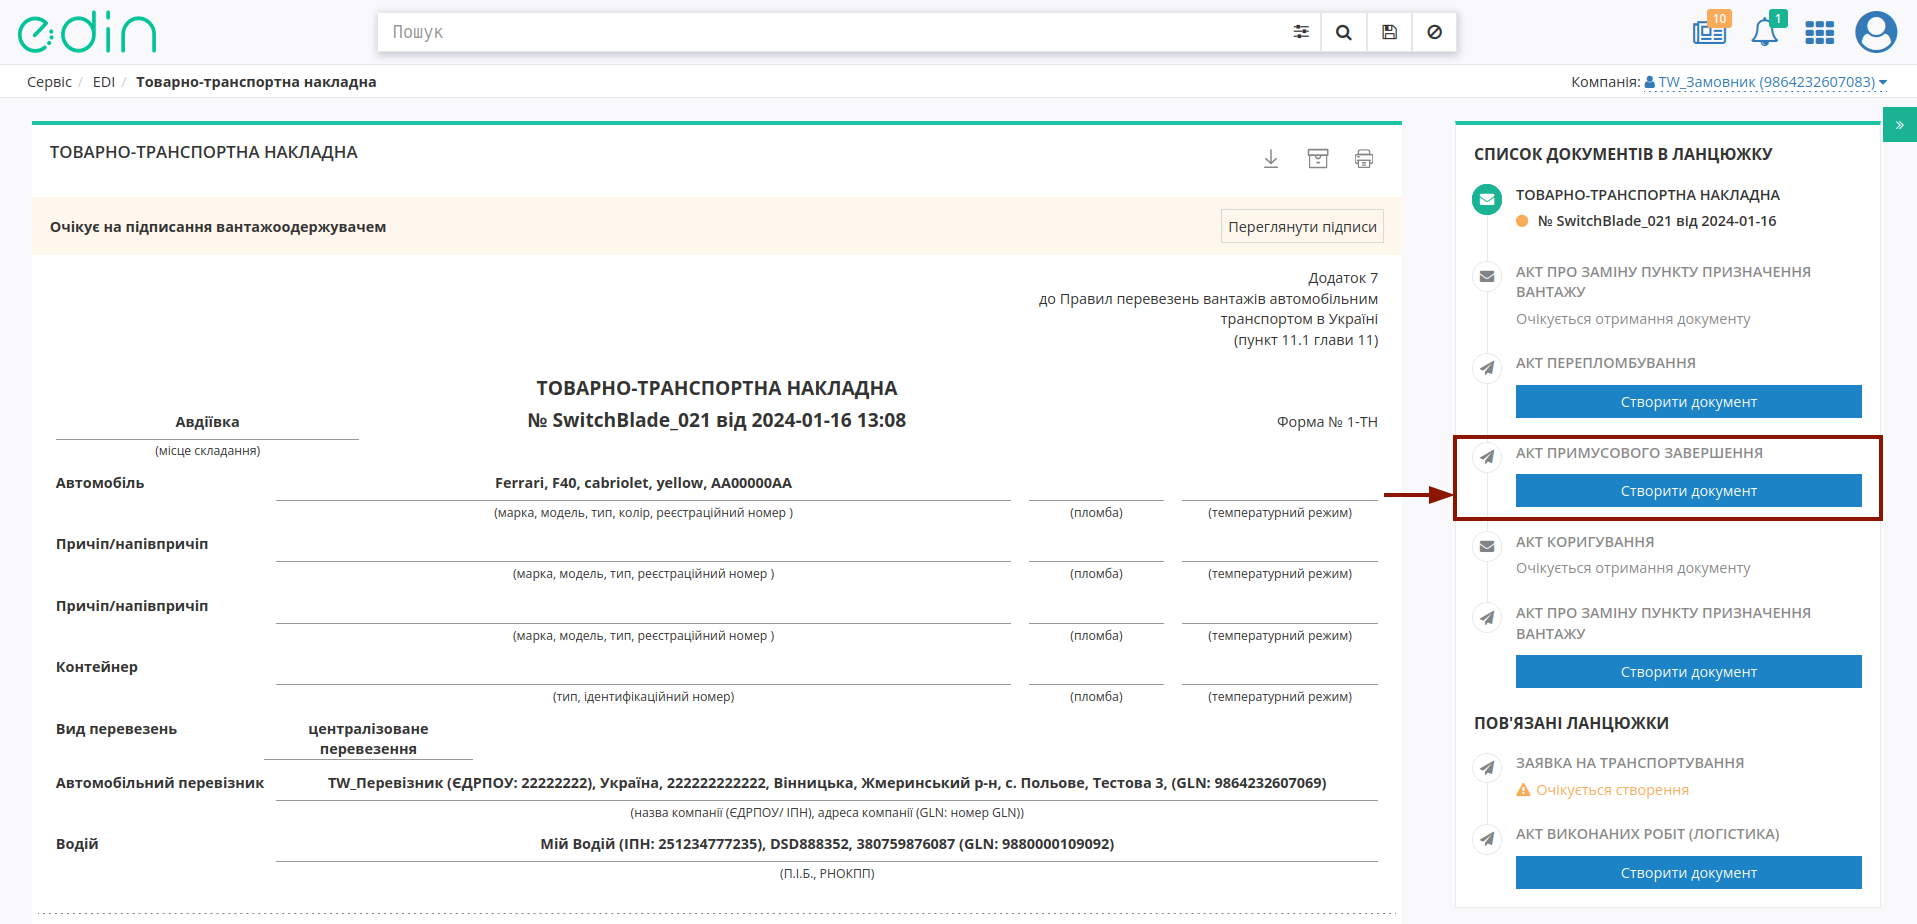 edin
Пошук
10
1
Сервіс / EDI / Товарно-транспортна накладна
Компанія: TW_Замовник (9864232607083)
»
ТОВАРНО-ТРАНСПОРТНА НАКЛАДНА
Очікує на підписання вантажоодержувачем
Переглянути підписи
Додаток 7
до Правил перевезень вантажів автомобільним
транспортом в Україні
(пункт 11.1 глави 11)
ТОВАРНО-ТРАНСПОРТНА НАКЛАДНА
Авдіївка
№ SwitchBlade_021 від 2024-01-16 13:08
Форма № 1-ТН
(місце складання)
Автомобіль
Ferrari, F40, cabriolet, yellow, AA00000AA
(марка, модель, тип, колір, реєстраційний номер )
(пломба)
(температурний режим)
Причіп/напівпричіп
(марка, модель, тип, реєстраційний номер )
(пломба)
(температурний режим)
Причіп/напівпричіп
(марка, модель, тип, реєстраційний номер )
(пломба)
(температурний режим)
Контейнер
(тип, ідентифікаційний номер)
(пломба)
(температурний режим)
Вид перевезень
централізоване
перевезення
Автомобільний перевізник
TW_Перевізник (ЄДРПОУ: 22222222), Україна, 222222222222, Вінницька, Жмеринський р-н, с. Польове, Тестова 3, (GLN: 9864232607069)
(назва компанії (ЄДРПОУ/ ІПН), адреса компанії (GLN: номер GLN))
Водій
Мій Водій (ІПН: 251234777235), DSD888352, 380759876087 (GLN: 9880000109092)
(П.І.Б., РНОКПП)
СПИСОК ДОКУМЕНТІВ В ЛАНЦЮЖКУ
ТОВАРНО-ТРАНСПОРТНА НАКЛАДНА
№ SwitchBlade_021 від 2024-01-16
АКТ ПРО ЗАМІНУ ПУНКТУ ПРИЗНАЧЕННЯ
ВАНТАЖУ
Очікується отримання документу
АКТ ПЕРЕПЛОМБУВАННЯ
Створити документ
АКТ ПРИМУСОВОГО ЗАВЕРШЕННЯ
Створити документ
АКТ КОРИГУВАННЯ
Очікується отримання документу
АКТ ПРО ЗАМІНУ ПУНКТУ ПРИЗНАЧЕННЯ
ВАНТАЖУ
Створити документ
ПОВ'ЯЗАНІ ЛАНЦЮЖКИ
ЗАЯВКА НА ТРАНСПОРТУВАННЯ
Очікується створення
АКТ ВИКОНАНИХ РОБІТ (ЛОГІСТИКА)
Створити документ